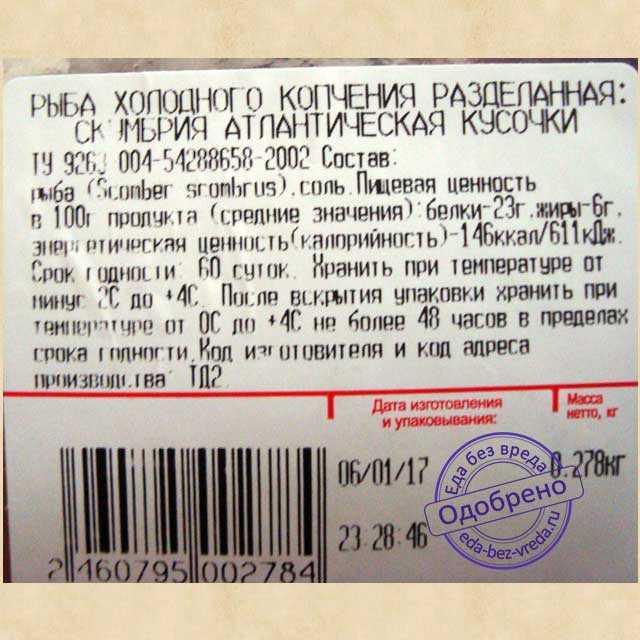 РЫБА ХОЛОДНОГО КОПЧЕНИЯ РАЗДЕЛАННАЯ:
СКУМБРИЯ АТЛАНТИЧЕСКАЯ КУСОЧКИ
ТУ 9263 004-54288658-2002 Состав:
рыба (Scomber scombrus),соль.Пищевая ценность
в 100г продукта (средние значения):белки-23г,жиры-6г,
энергетическая ценность(калорийность)-146ккал/611кДж.
Срок годности: 60 суток. Хранить при температуре от
минус 2С до +4С. После вскрытия упаковки хранить при
температуре от 0С до +4С не более 48 часов в пределах
срока годности.Код изготовителя и код адреса
производства ТД2
Дата изготовления
и упаковывания:
Масса
нетто, кг
06/01/17
0.278кг
23:28:46
Еда без вреда
Одобрено
eda-bez-vreda.ru
2 160795 002784